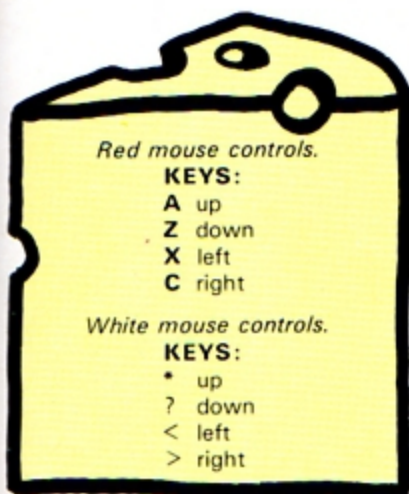 Red mouse controls.
KEYS:
A up
Z down
X left
C right
White mouse controls.
KEYS:
* up
? down
< left
> right